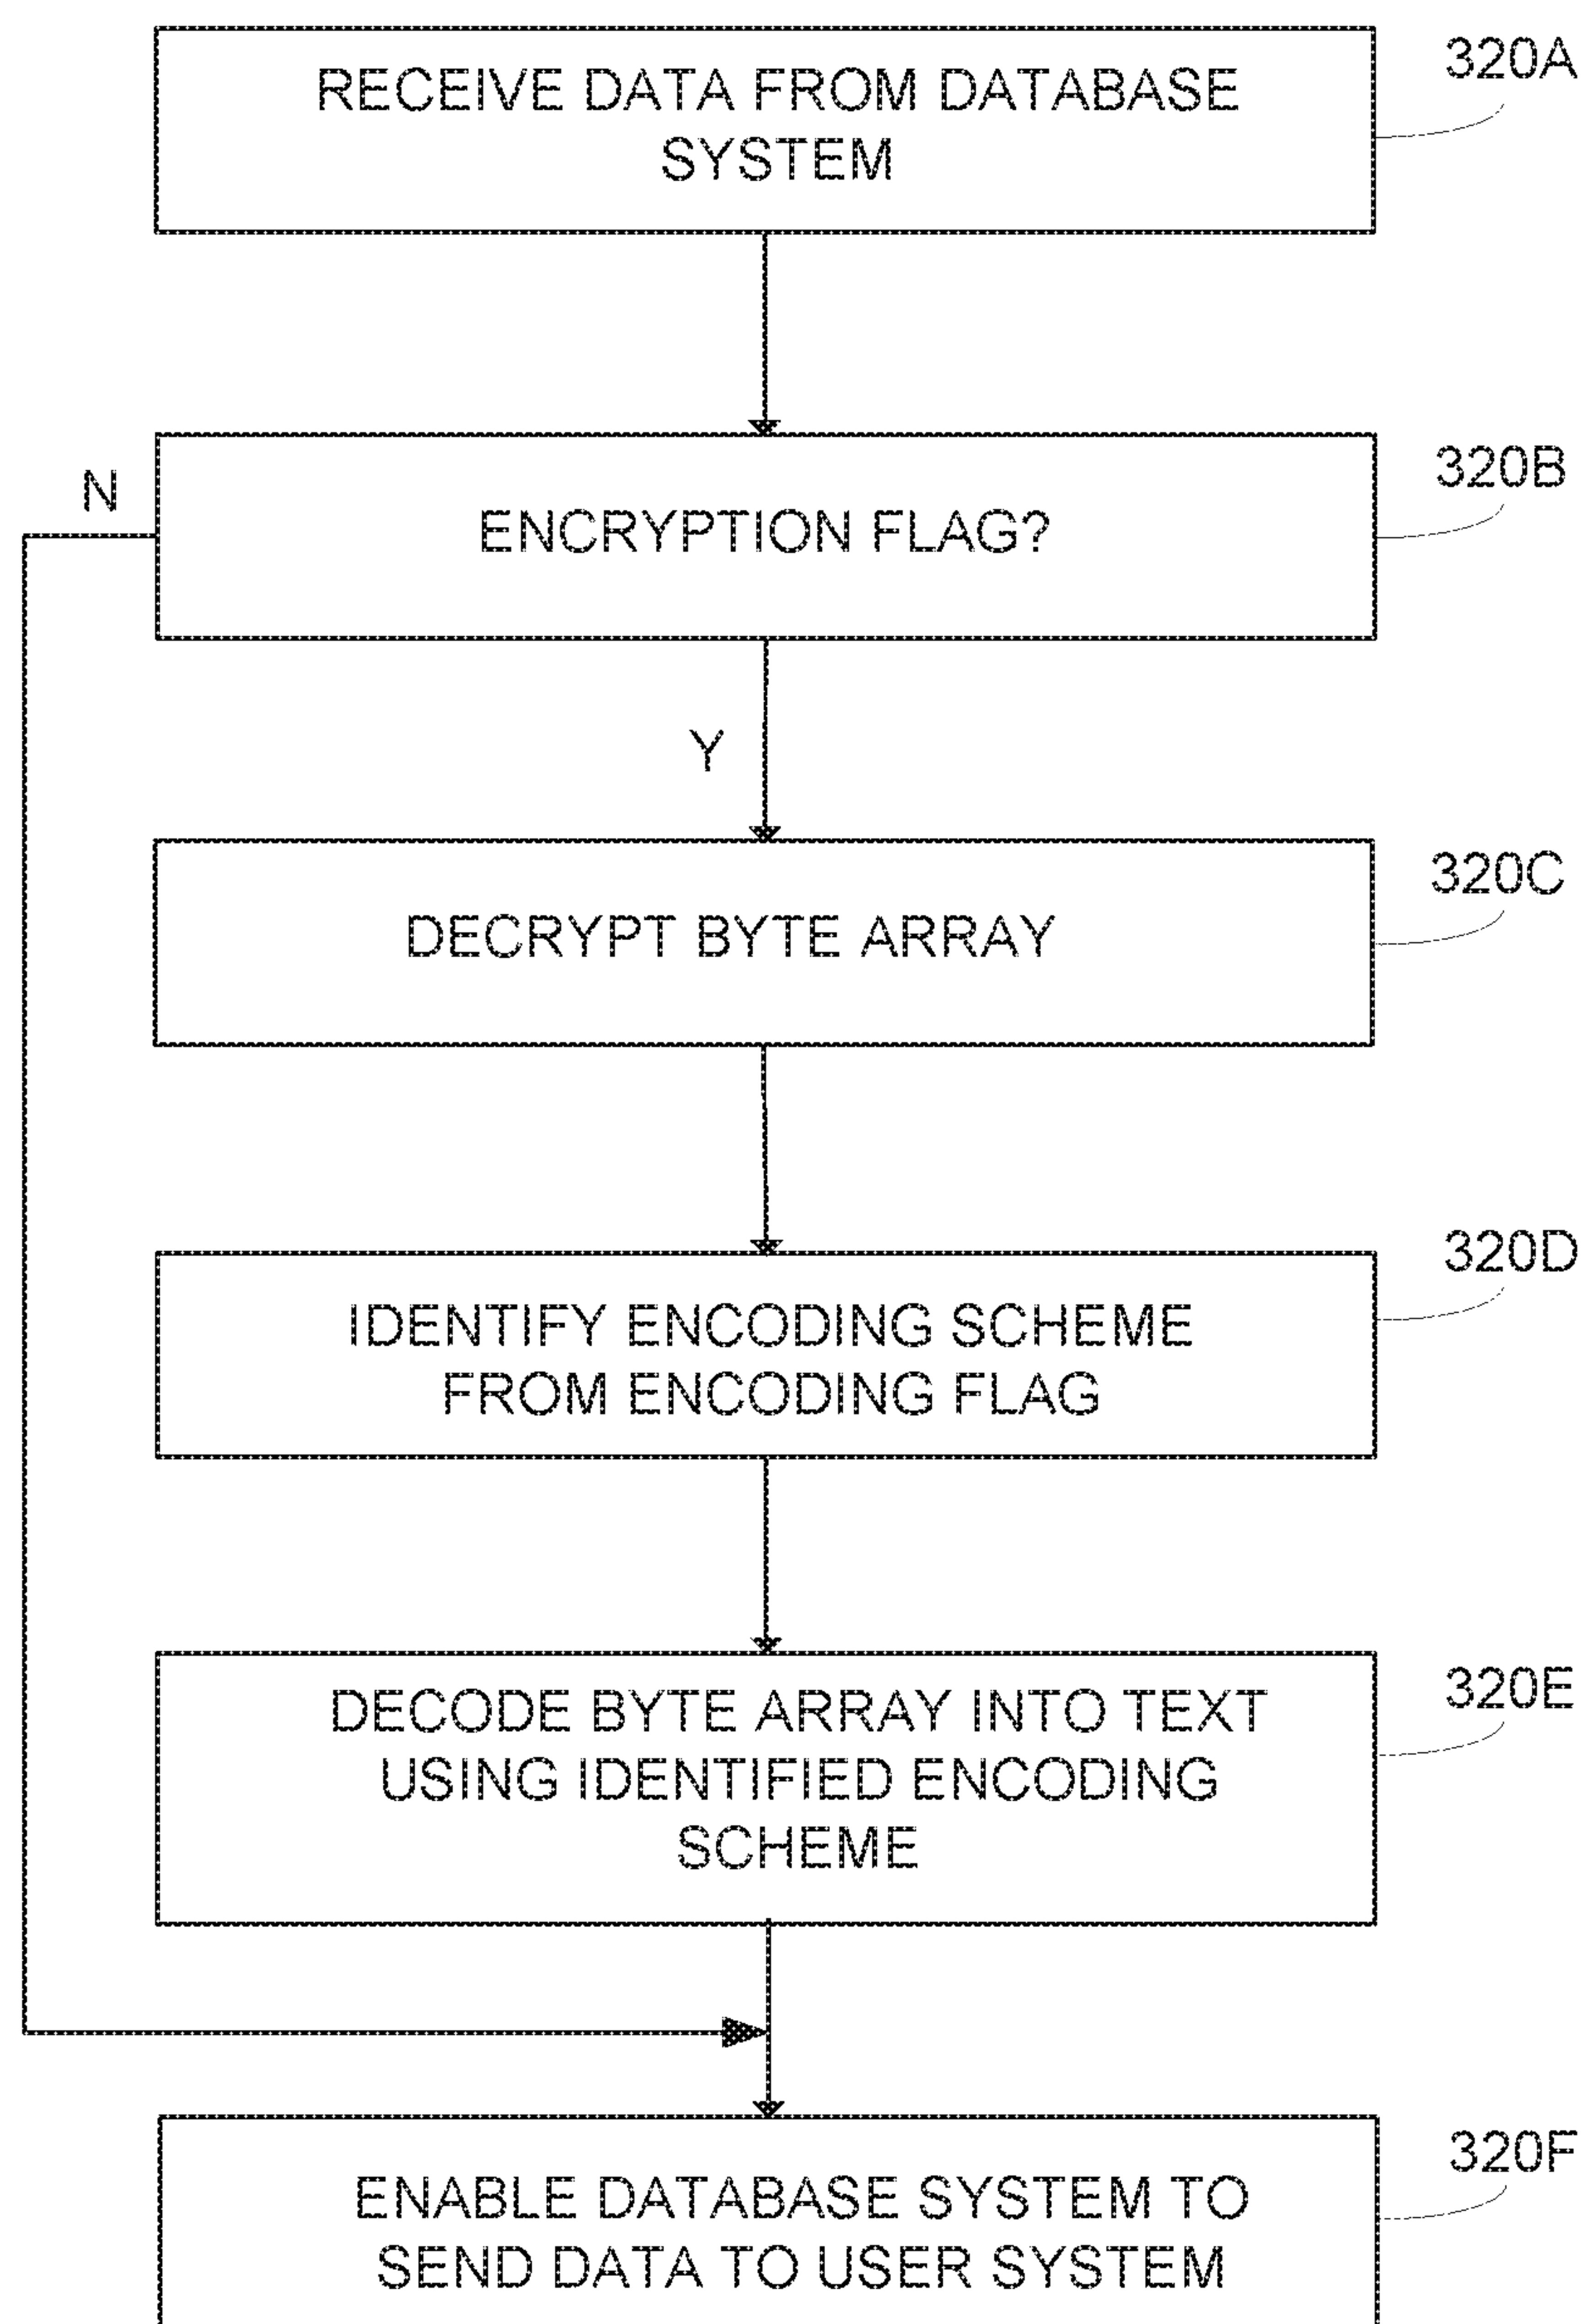 RECEIVE DATA FROM DATABASE
SYSTEM
320A
N
ENCRYPTION FLAG?
320B
Y
DECRYPT BYTE ARRAY
320C
IDENTIFY ENCODING SCHEME
FROM ENCODING FLAG
320D
DECODE BYTE ARRAY INTO TEXT
USING IDENTIFIED ENCODING
SCHEME
320E
ENABLE DATABASE SYSTEM TO
SEND DATA TO USER SYSTEM
320F